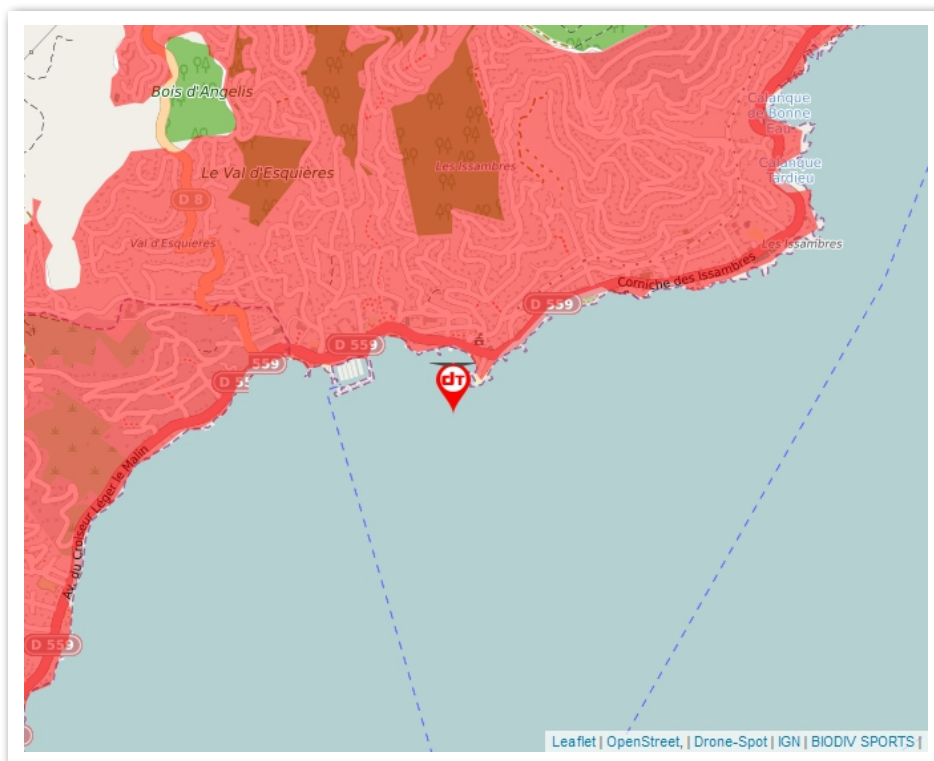 Bois d'Angelis
Calanque
de Bonne
Eau
Le Val d'Esquières
Les Issambres
Calanque
Tardieu
D 8
Val d'Esquières
Les Issambres
Corniche des Issambres
D 559
D 559
559
D 55
dT
Av. du Croiseur Léger le Malin
D 559
Leaflet | OpenStreet, | Drone-Spot | IGN | BIODIV SPORTS |